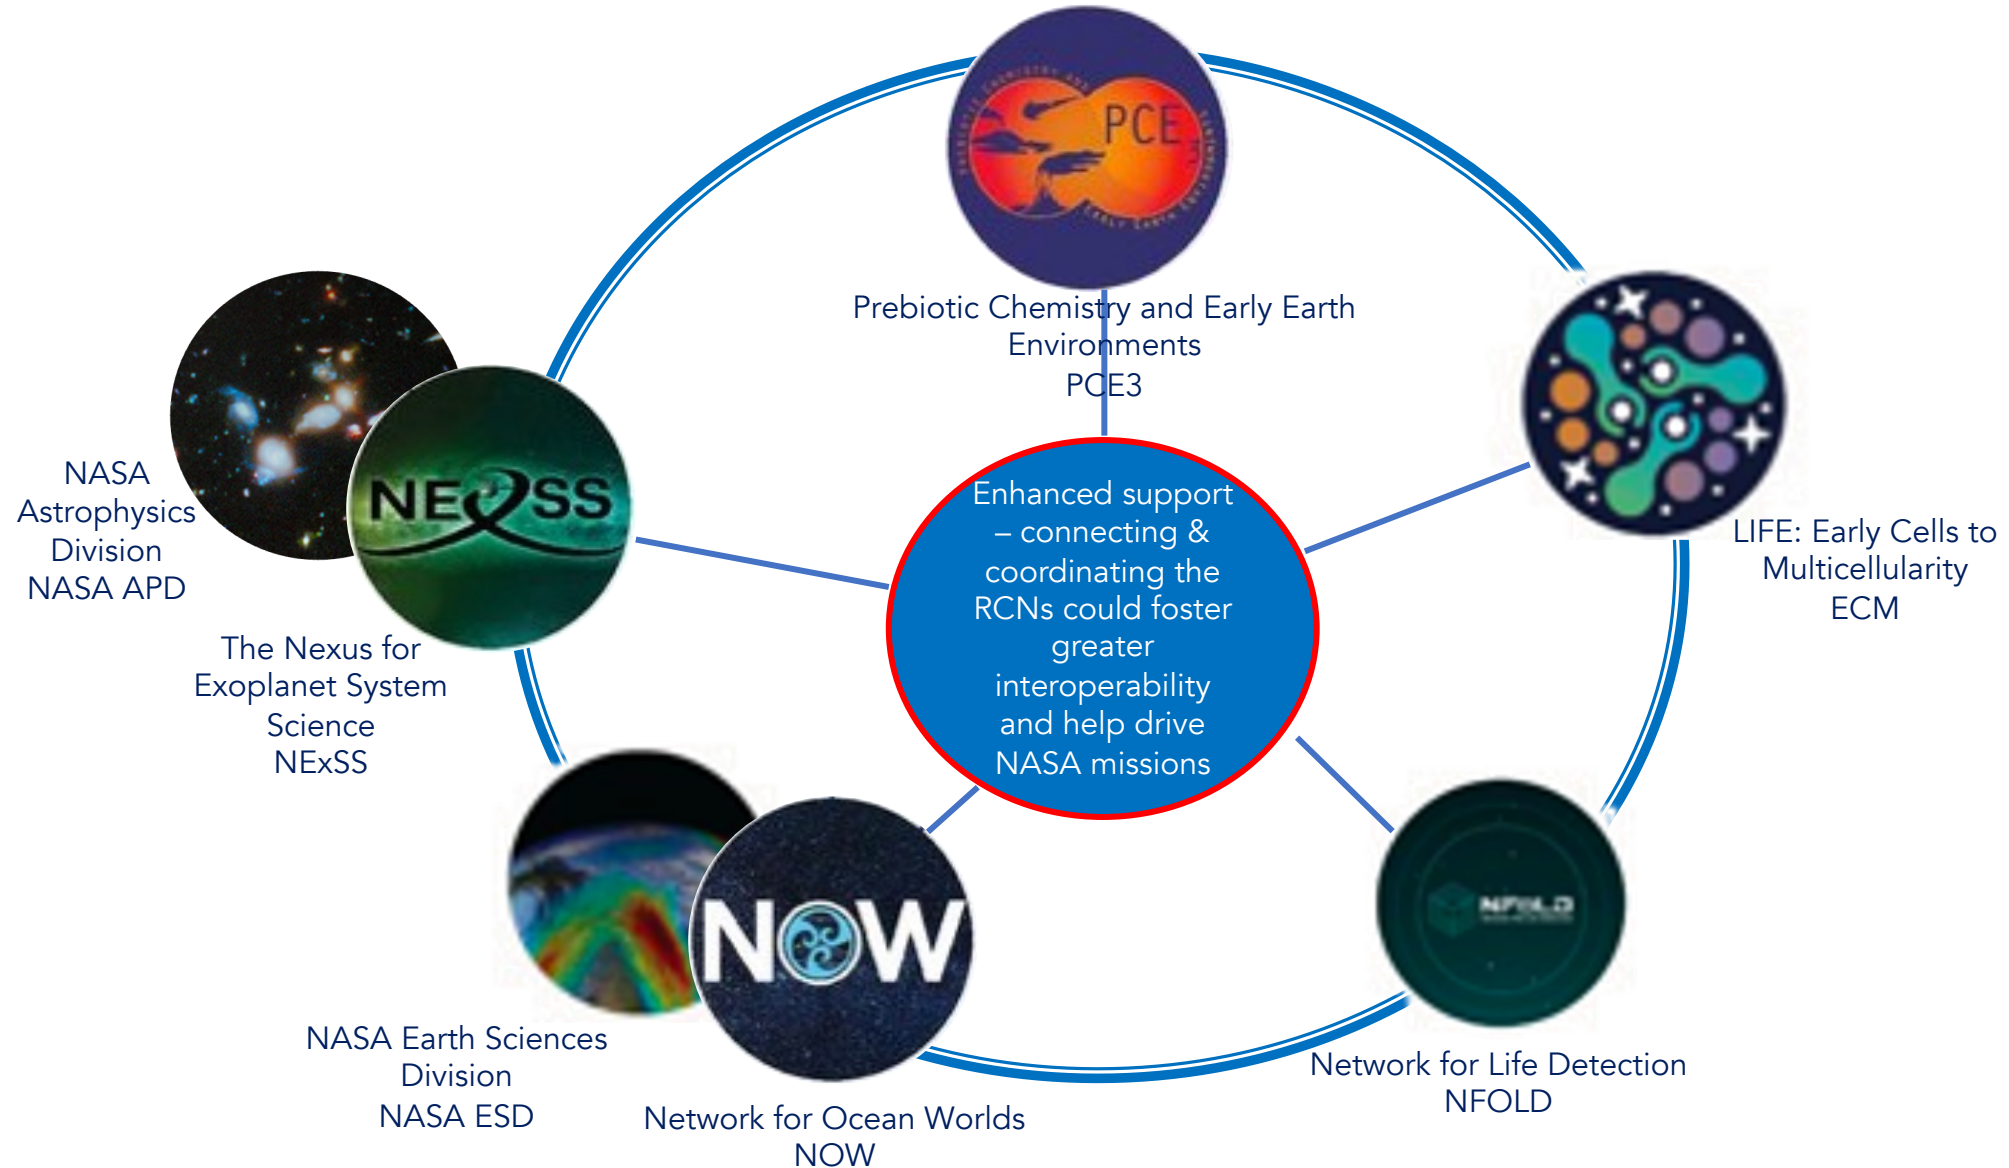 PCE
Prebiotic Chemistry and Early Earth
Environments
PCE3
NASA
Astrophysics
Division
NASA APD
NEXSS
The Nexus for
Exoplanet System
Science
NExSS
Enhanced support
– connecting &
coordinating the
RCNs could foster
greater
interoperability
and help drive
NASA missions
LIFE: Early Cells to
Multicellularity
ECM
NASA Earth Sciences
Division
NASA ESD
NOW
Network for Ocean Worlds
NOW
NFOLD
Network for Life Detection
NFOLD